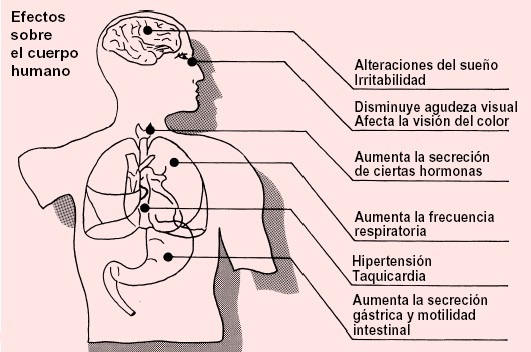 Efectos
sobre
el cuerpo
humano
Alteraciones del sueño
Irritabilidad
Disminuye agudeza visual
Afecta la visión del color
Aumenta la secreción
de ciertas hormonas
Aumenta la frecuencia
respiratoria
Hipertensión
Taquicardia
Aumenta la secreción
gástrica y motilidad
intestinal